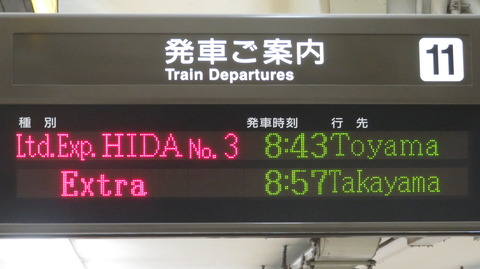 発車ご案内
Train Departures
11
種別 発車時刻 行先
Ltd.Exp. HIDA No. 3 8:43 Toyama
Extra 8:57 Takayama